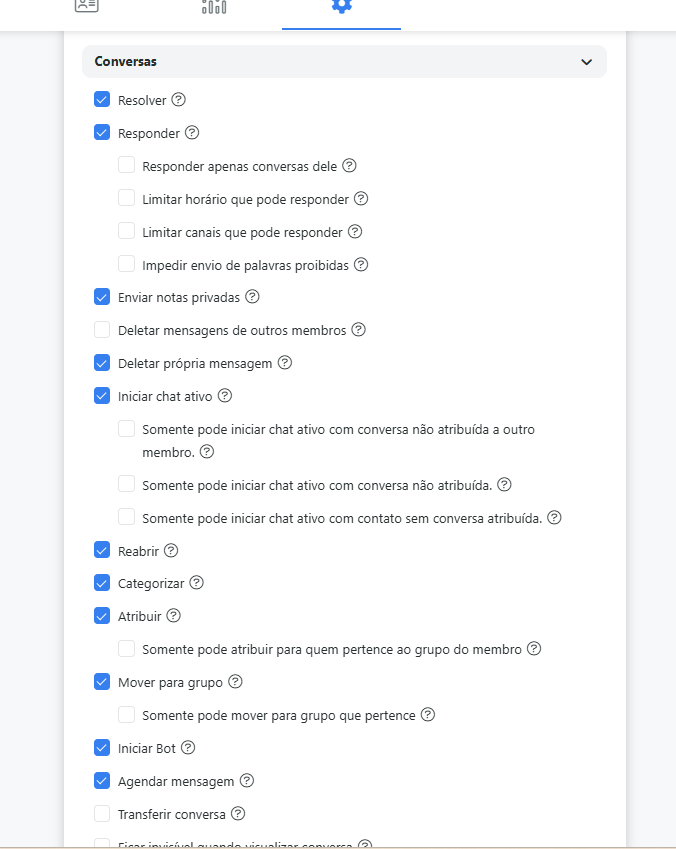 Conversas
Resolver
Responder
Responder apenas conversas dele
Limitar horário que pode responder
Limitar canais que pode responder
Impedir envio de palavras proibidas
Enviar notas privadas
Deletar mensagens de outros membros
Deletar própria mensagem
Iniciar chat ativo
Somente pode iniciar chat ativo com conversa não atribuída a outro
membro.
Somente pode iniciar chat ativo com conversa não atribuída.
Somente pode iniciar chat ativo com contato sem conversa atribuída.
Reabrir
Categorizar
Atribuir
Somente pode atribuir para quem pertence ao grupo do membro
Mover para grupo
Somente pode mover para grupo que pertence
Iniciar Bot
Agendar mensagem
Transferir conversa
Ficar invisível quando visualizar conversa